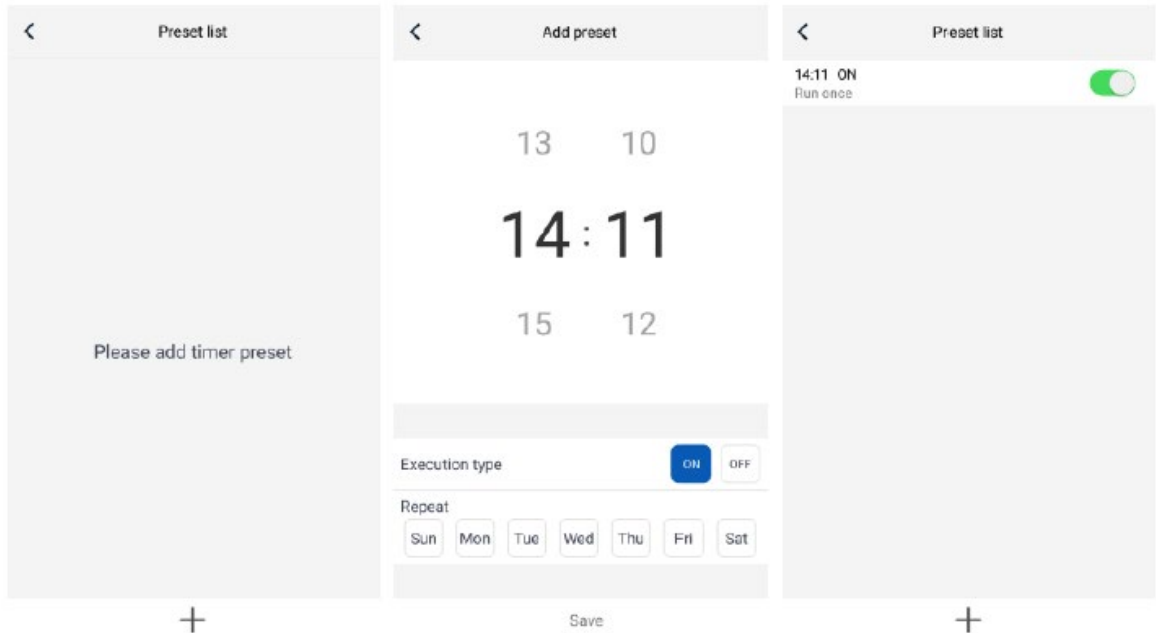 Preset list
Please add timer preset
Add preset
13 10
14 : 11
15 12
Execution type ON OFF
Repeat
Sun Mon Tue Wed Thu Fri Sat
Save
Preset list
14:11 ON
Run once